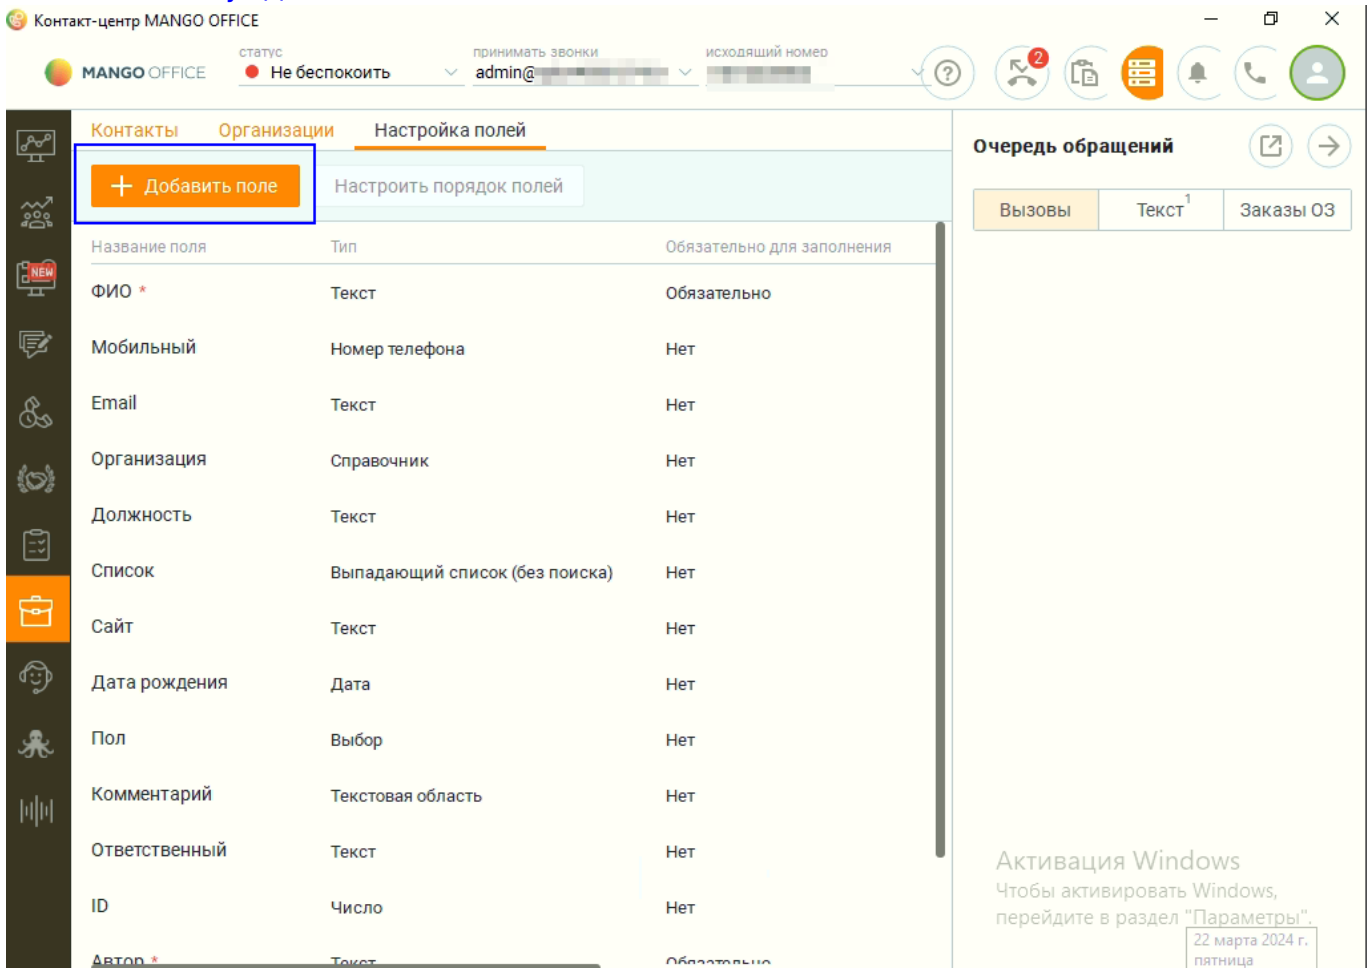 Контакт-центр MANGO OFFICE
статус
принимать звонки
исходящий номер
MANGO OFFICE
Не беспокоить
admin@
2
Контакты Организации Настройка полей
Очередь обращений
+ Добавить поле
Настроить порядок полей
Вызовы Текст 1 Заказы ОЗ
Название поля Тип Обязательно для заполнения
NEW
ФИО * Текст Обязательно
Мобильный Номер телефона Нет
Email Текст Нет
Организация Справочник Нет
Должность Текст Нет
Список Выпадающий список (без поиска) Нет
Сайт Текст Нет
Дата рождения Дата Нет
Пол Выбор Нет
Комментарий Текстовая область Нет
Ответственный Текст Нет
ID Число Нет
Автор * Текст Обязательно
Активация Windows
Чтобы активировать Windows,
перейдите в раздел "Параметры".
22 марта 2024 г.
пятница